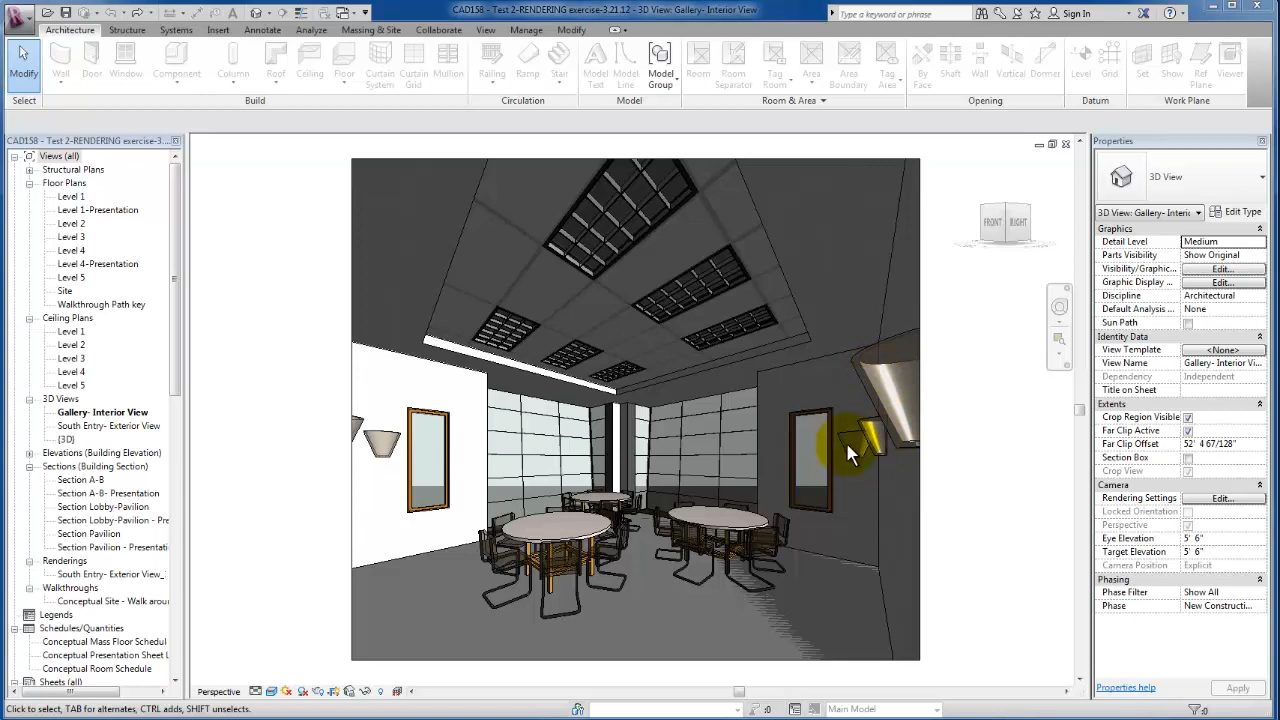 CAD158 - Test 2-RENDERING exercise-3.21.12 - 3D View: Gallery- Interior View
Type a keyword or phrase
Sign In
Architecture Structure Systems Insert Annotate Analyze Massing & Site Collaborate View Manage Modify
Modify Wall Door Window Component Column Roof Ceiling Floor Curtain System Curtain Grid Mullion Railing Ramp Stair Model Text Model Line Model Group Room Room Separator Tag Room Area Area Boundary Tag Area By Face Shaft Wall Vertical Dormer Level Grid Set Show Ref Plane Viewer
Select Build Circulation Model Room & Area Opening Datum Work Plane
CAD158 - Test 2-RENDERING exercise-3....
Views (all)
Structural Plans
Floor Plans
Level 1
Level 1-Presentation
Level 2
Level 3
Level 4
Level 4-Presentation
Level 5
Site
Walkthrough Path key
Ceiling Plans
Level 1
Level 2
Level 3
Level 4
Level 5
3D Views
Gallery- Interior View
South Entry- Exterior View
{3D}
Elevations (Building Elevation)
Sections (Building Section)
Section A-B
Section A-B- Presentation
Section Lobby-Pavilion
Section Lobby-Pavilion - Pre
Section Pavilion
Section Pavilion - Presentati
Renderings
South Entry- Exterior View_
Walkthroughs
Conceptual Site - Walk arou
Legends
Schedules/Quantities
Conceptual Mass Floor Schedul
Conceptual Presentation Sheet L
Conceptual Room Schedule
Sheets (all)
FRONT RIGHT
Properties
3D View
3D View: Gallery- Interic Edit Type
Graphics
Detail Level Medium
Parts Visibility Show Original
Visibility/Graphic... Edit...
Graphic Display ... Edit...
Discipline Architectural
Default Analysis ... None
Sun Path
Identity Data
View Template <None>
View Name Gallery- Interior Vi...
Dependency Independent
Title on Sheet
Extents
Crop Region Visible
Far Clip Active
Far Clip Offset 52' 4 67/128"
Section Box
Crop View
Camera
Rendering Settings Edit...
Locked Orientation
Perspective
Eye Elevation 5' 6"
Target Elevation 5' 6"
Camera Position Explicit
Phasing
Phase Filter Show All
Phase New Constructi...
Properties help Apply
Perspective
Click to select, TAB for alternates, CTRL adds, SHIFT unselects.
:0
Main Model
:0